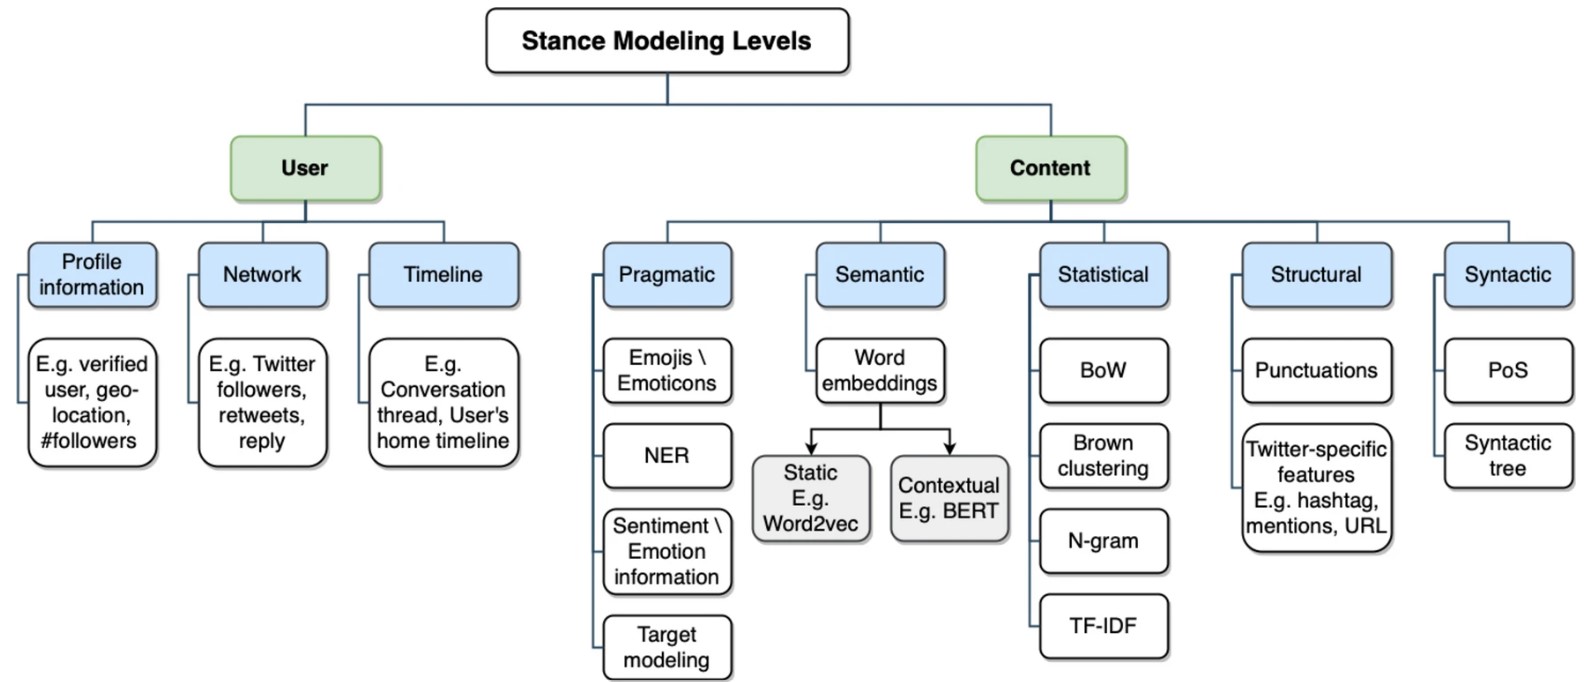 Stance Modeling Levels
User
Content
Profile
information
Network
Timeline
Pragmatic
Semantic
Statistical
Structural
Syntactic
E.g. verified
user, geo-
location,
#followers
E.g. Twitter
followers,
retweets,
reply
E.g.
Conversation
thread, User's
home timeline
Emojis \
Emoticons
NER
Sentiment \
Emotion
information
Target
modeling
Word
embeddings
Static
E.g.
Word2vec
Contextual
E.g. BERT
BoW
Brown
clustering
N-gram
TF-IDF
Punctuations
Twitter-specific
features
E.g. hashtag,
mentions, URL
PoS
Syntactic
tree